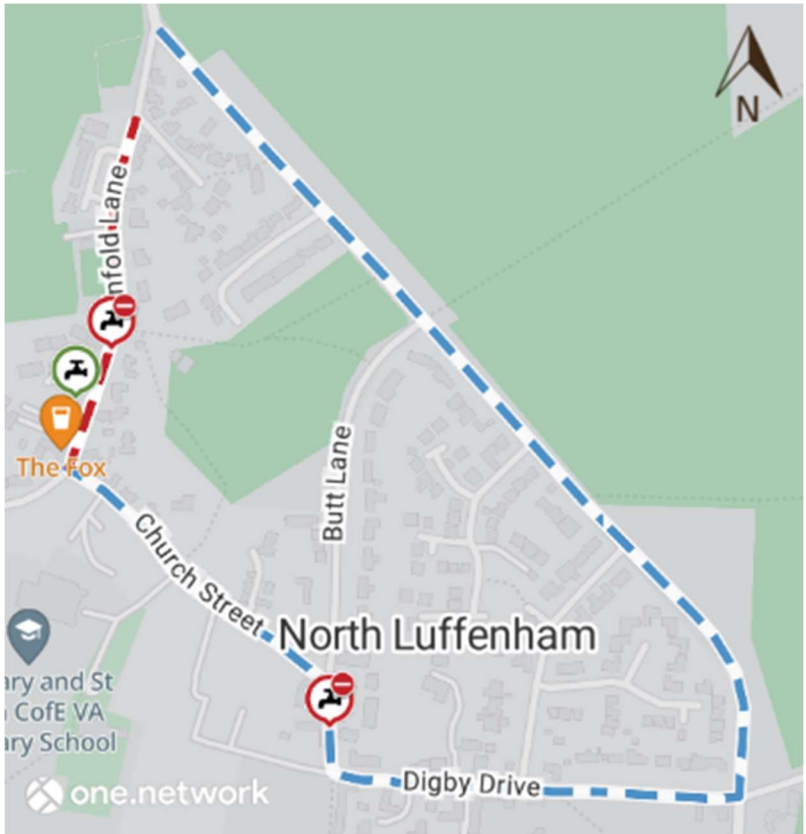 N
nfold Lane
The Fox
Butt Lane
Church Street
North Luffenham
ary and St
CofE VA
ary School
Digby Drive
one.network